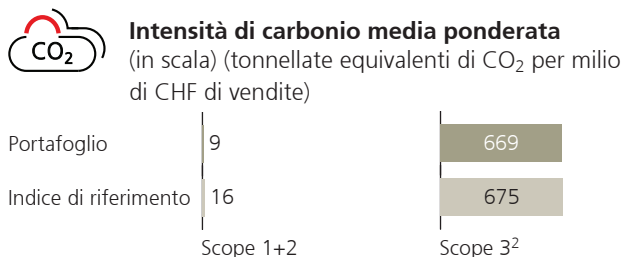 CO₂
Intensità di carbonio media ponderata
(in scala) (tonnellate equivalenti di CO₂ per milio
di CHF di vendite)
Portafoglio 9 669
Indice di riferimento 16 675
Scope 1+2 Scope 3²